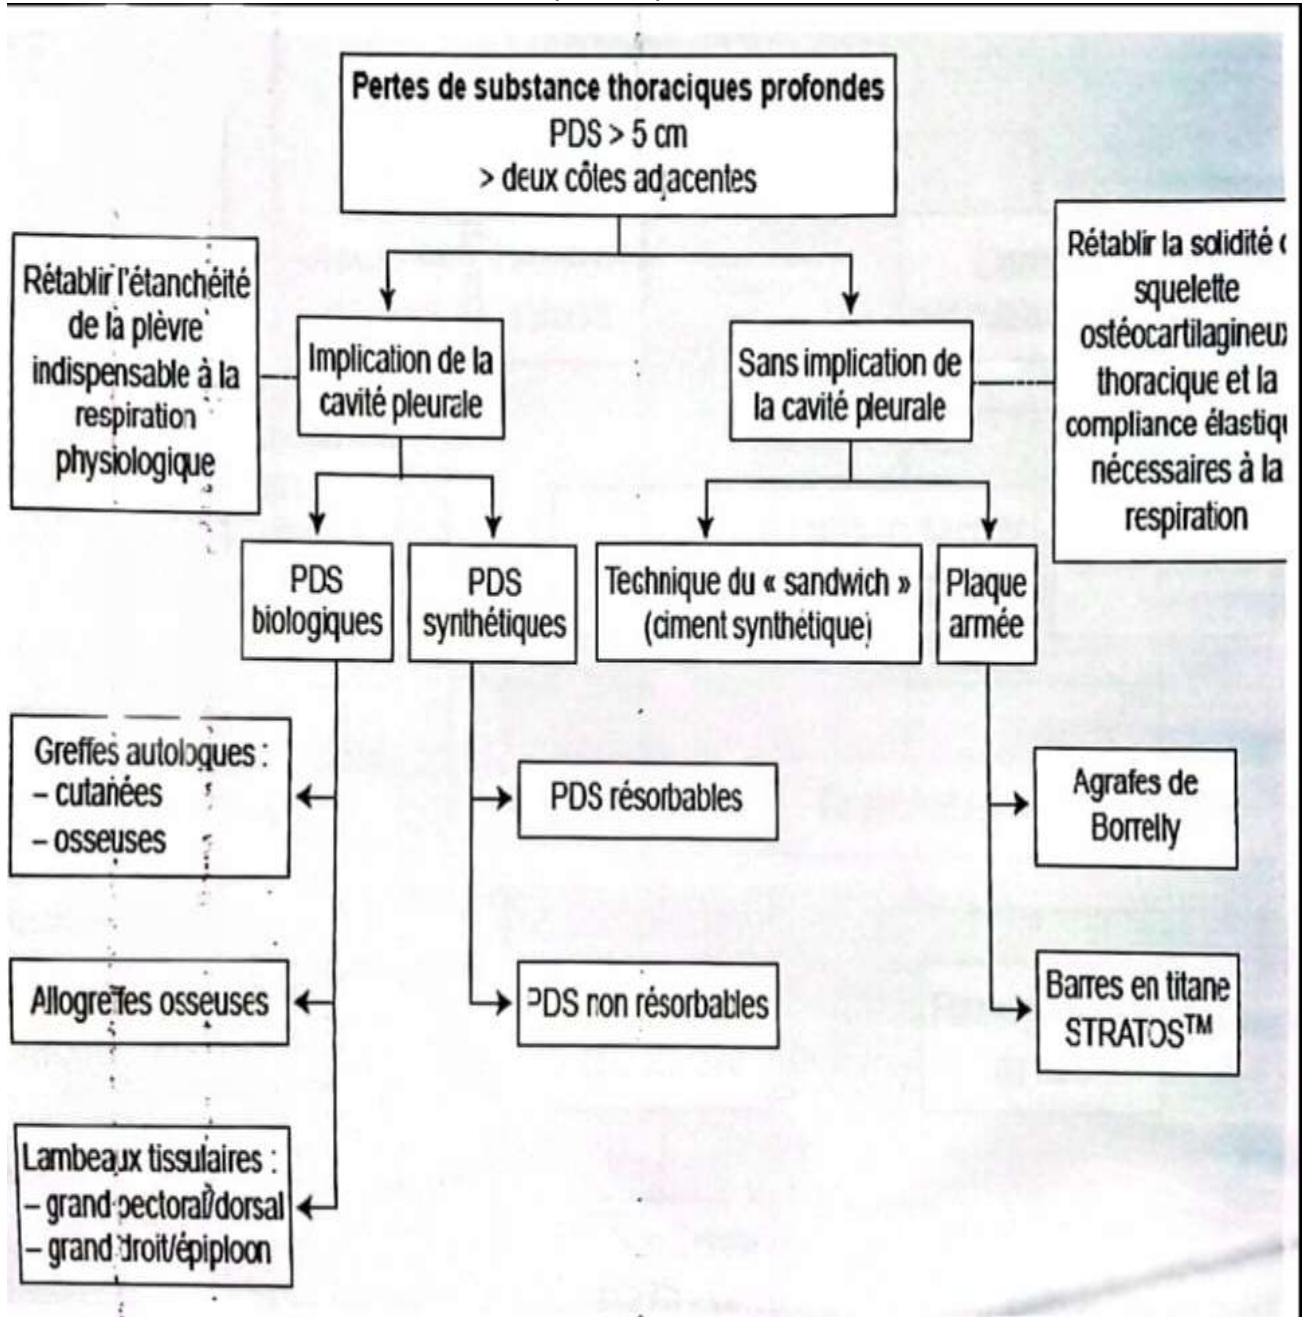 Pertes de substance thoraciques profondes
PDS > 5 cm
> deux côtes adjacentes
Rétablir l'étanchéité
de la plèvre
indispensable à la
respiration
physiologique
Implication de la
cavité pleurale
Sans implication de
la cavité pleurale
Rétablir la solidité
squelette
ostéocartilagineux
thoracique et la
compliance élastiqu
nécessaires à la
respiration
PDS
biologiques
PDS
synthétiques
Technique du « sandwich »
(ciment synthétique)
Plaque
armée
Greffes autologues :
– cutanées
– osseuses
PDS résorbables
Agrafes de
Borrelly
Allogreffes osseuses
PDS non résorbables
Barres en titane
STRATOS™
Lambeaux tissulaires :
– grand pectoral/dorsal
– grand droit/épiploon